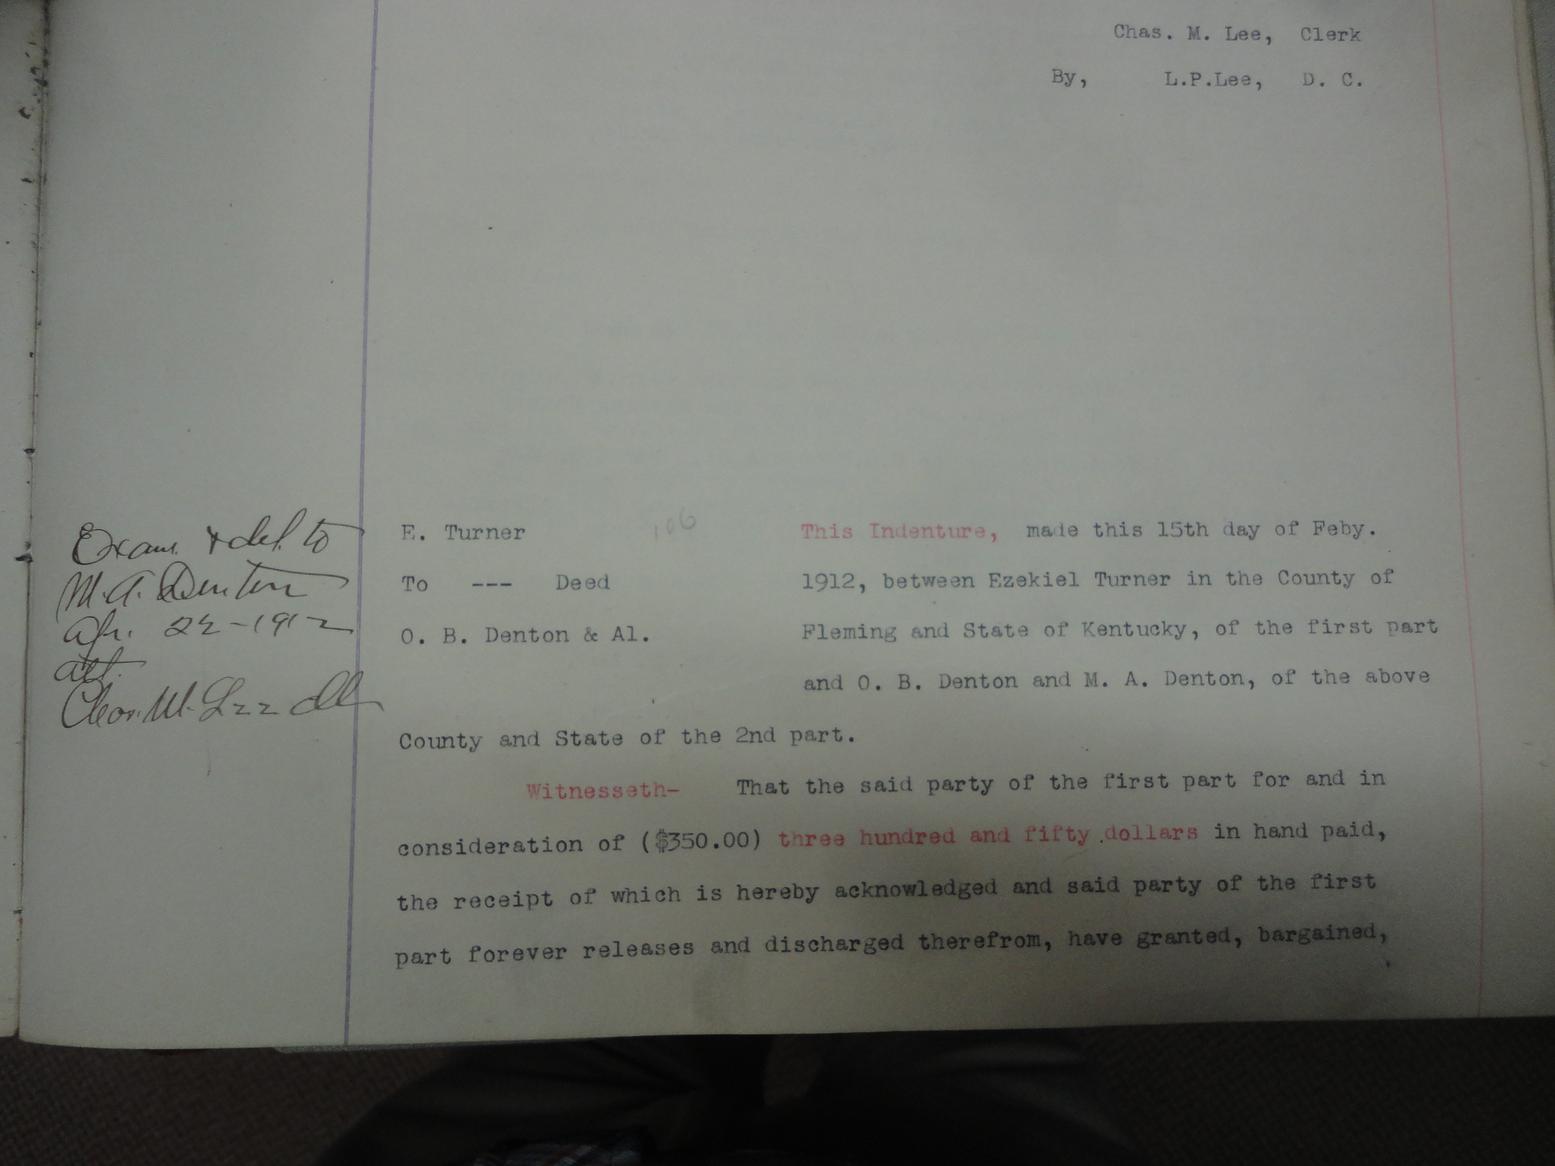 Chas. M. Lee, Clerk
By, L.P.Lee, D. C.
Exam. & del. to
M. A. Denton
Apr. 22-1912
att.
Chas. M. Lee Clk
E. Turner
To --- Deed
O. B. Denton & Al.
106
This Indenture, made this 15th day of Feby.
1912, between Ezekiel Turner in the County of
Fleming and State of Kentucky, of the first part
and O. B. Denton and M. A. Denton, of the above
County and State of the 2nd part.
Witnesseth- That the said party of the first part for and in
consideration of ($350.00) three hundred and fifty dollars in hand paid,
the receipt of which is hereby acknowledged and said party of the first
part forever releases and discharged therefrom, have granted, bargained,